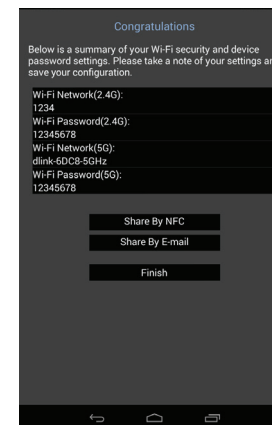 Congratulations
Below is a summary of your Wi-Fi security and device
password settings. Please take a note of your settings an
save your configuration.
Wi-Fi Network(2.4G):
1234
Wi-Fi Password(2.4G):
12345678
Wi-Fi Network(5G):
dlink-6DC8-5GHz
Wi-Fi Password(5G):
12345678
Share By NFC
Share By E-mail
Finish